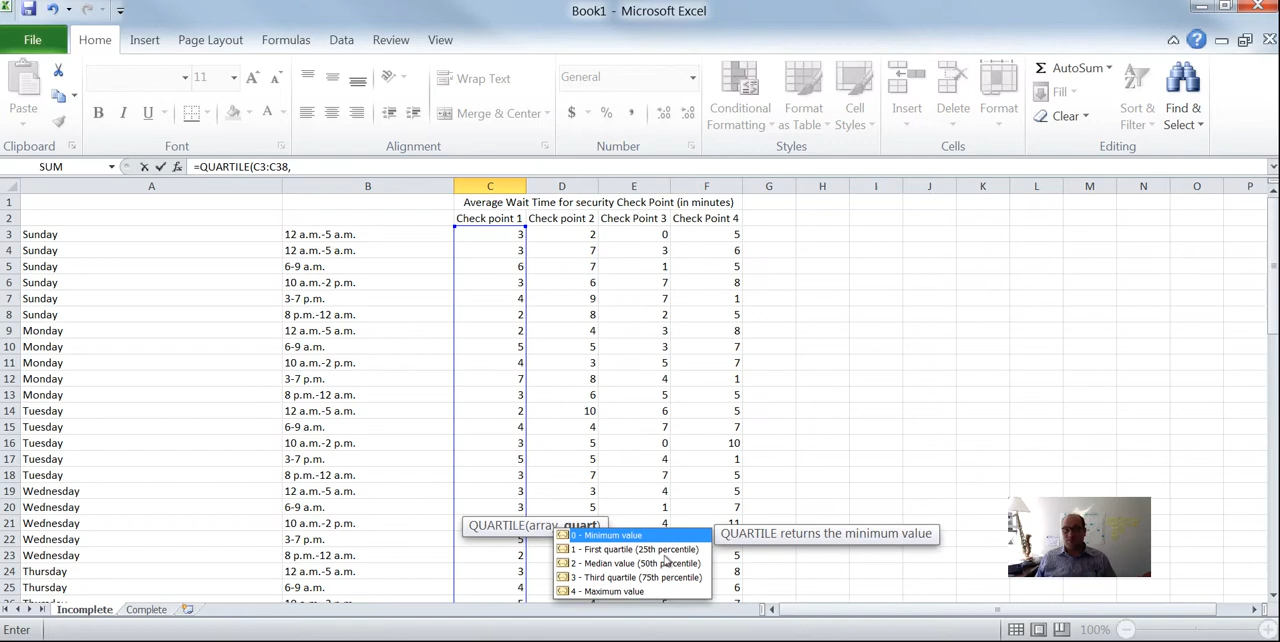 Book1 - Microsoft Excel
File Home Insert Page Layout Formulas Data Review View
11 Wrap Text General AutoSum
Paste Conditional Format Cell Insert Delete Format Fill Sort & Find &
B I U A Merge & Center $ % , Formatting as Table Styles Clear Filter Select
Clipboard Font Alignment Number Styles Cells Editing
SUM fx =QUARTILE(C3:C38,
A B C D E F G H I J K L M N O P
1 Average Wait Time for security Check Point (in minutes)
2 Check point 1 Check point 2 Check Point 3 Check Point 4
3 Sunday 12 a.m.-5 a.m. 3 2 0 5
4 Sunday 12 a.m.-5 a.m. 3 7 3 6
5 Sunday 6-9 a.m. 6 7 1 5
6 Sunday 10 a.m.-2 p.m. 3 6 7 8
7 Sunday 3-7 p.m. 4 9 7 1
8 Sunday 8 p.m.-12 a.m. 2 8 2 5
9 Monday 12 a.m.-5 a.m. 2 4 3 8
10 Monday 6-9 a.m. 5 5 3 7
11 Monday 10 a.m.-2 p.m. 4 3 5 7
12 Monday 3-7 p.m. 7 8 4 1
13 Monday 8 p.m.-12 a.m. 3 6 5 5
14 Tuesday 12 a.m.-5 a.m. 2 10 6 5
15 Tuesday 6-9 a.m. 4 4 7 7
16 Tuesday 10 a.m.-2 p.m. 3 5 0 10
17 Tuesday 3-7 p.m. 5 5 4 1
18 Tuesday 8 p.m.-12 a.m. 3 7 7 5
19 Wednesday 12 a.m.-5 a.m. 3 3 4 5
20 Wednesday 6-9 a.m. 3 5 1 7
21 Wednesday 10 a.m.-2 p.m. QUARTILE(array, quart) 4 11
22 Wednesday 3-7 p.m. 5 0 - Minimum value QUARTILE returns the minimum value
23 Wednesday 8 p.m.-12 a.m. 2 1 - First quartile (25th percentile) 5
24 Thursday 12 a.m.-5 a.m. 3 2 - Median value (50th percentile) 8
25 Thursday 6-9 a.m. 4 3 - Third quartile (75th percentile) 6
4 - Maximum value
Incomplete Complete
Enter 100%